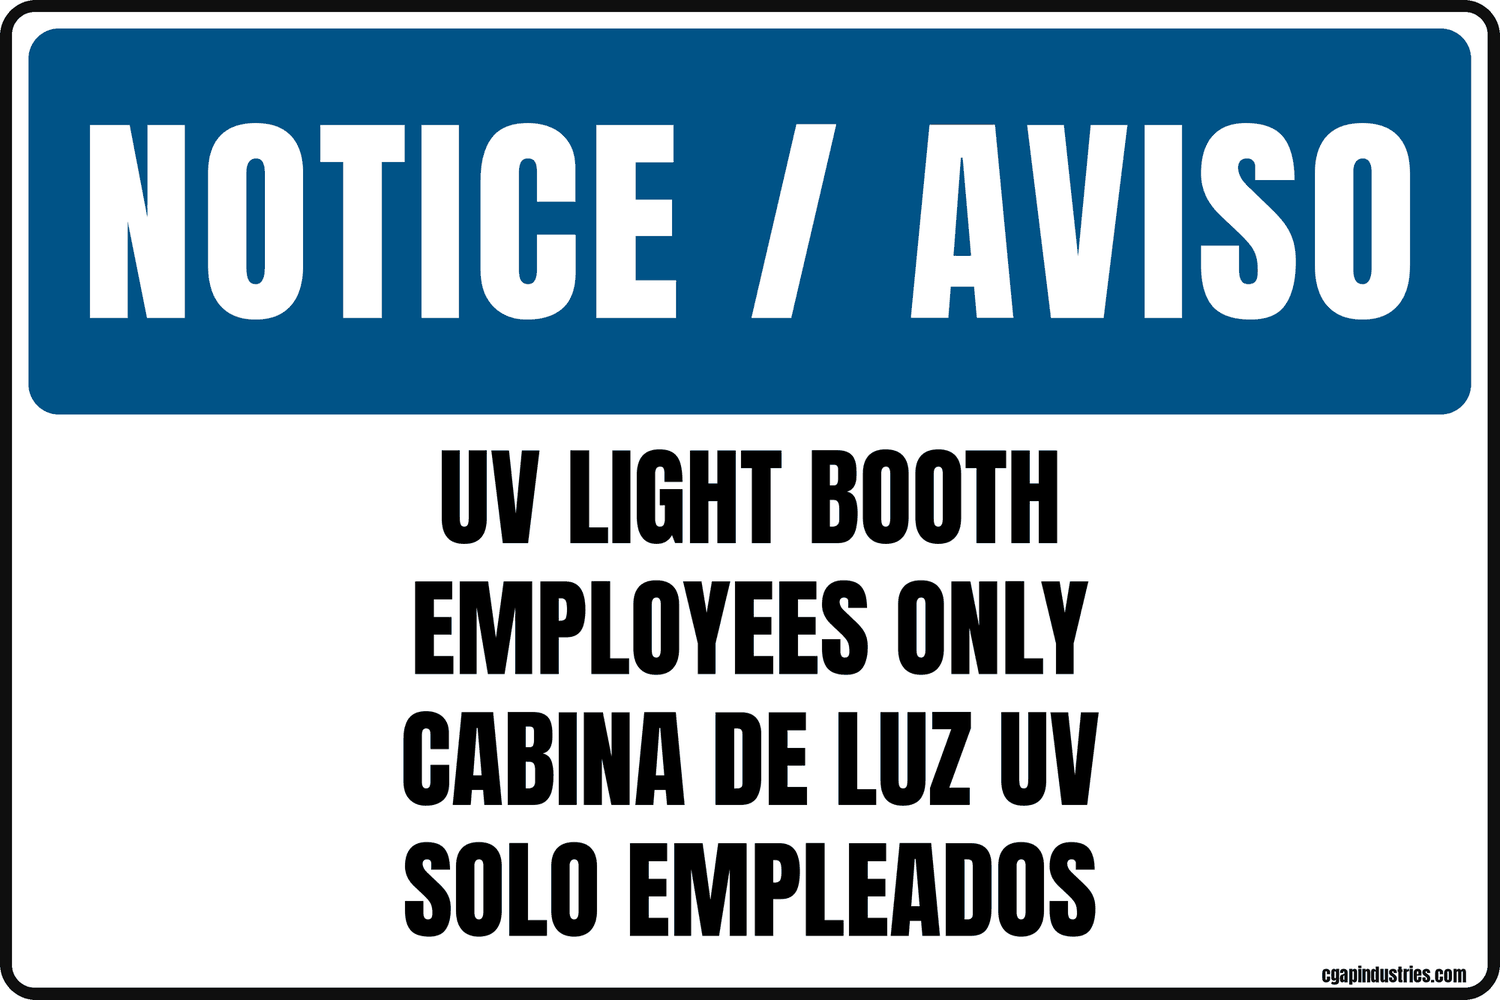 NOTICE / AVISO
UV LIGHT BOOTH
EMPLOYEES ONLY
CABINA DE LUZ UV
SOLO EMPLEADOS
cgapindustries.com